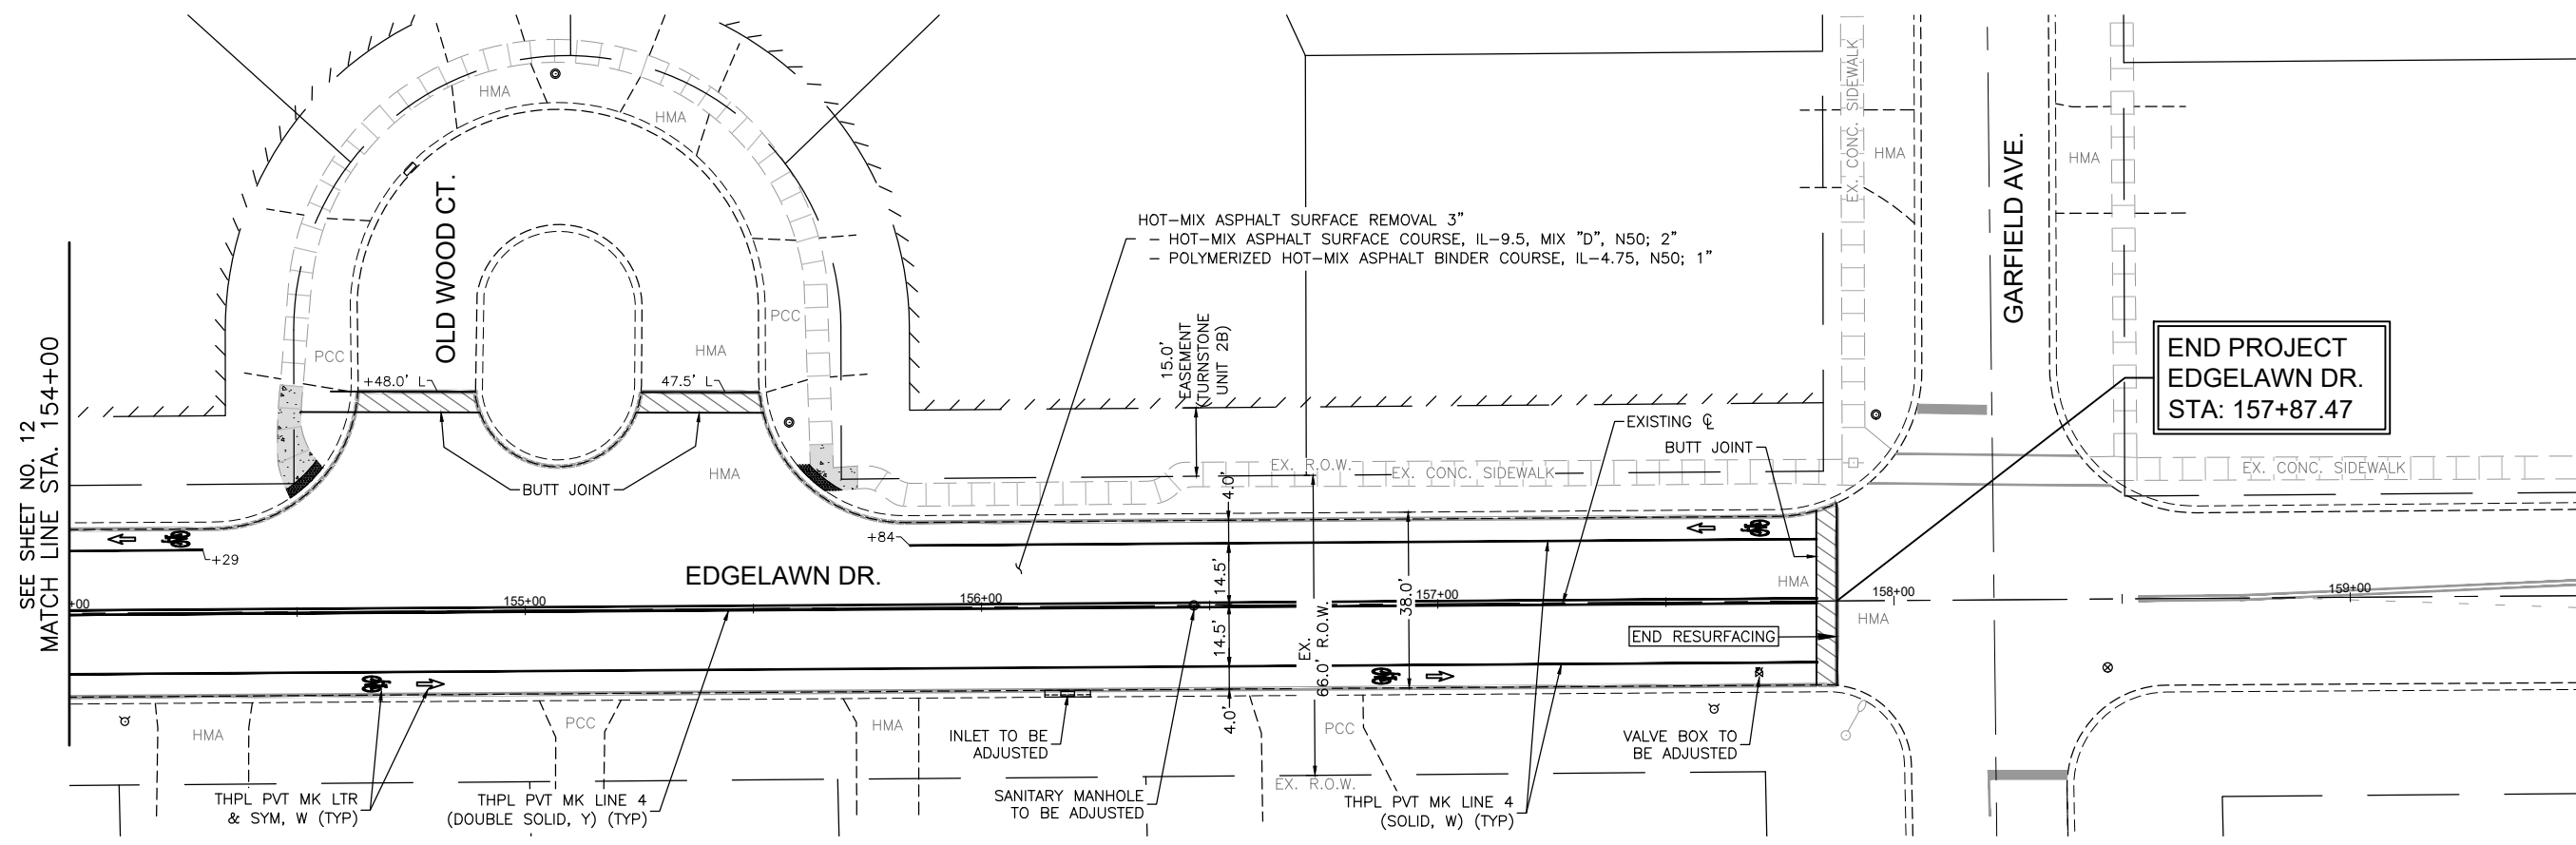 SEE SHEET NO. 12
MATCH LINE STA. 154+00
OLD WOOD CT.
HMA
HMA
PCC
PCC
HMA
HMA
+48.0' L
47.5' L
BUTT JOINT
HOT-MIX ASPHALT SURFACE REMOVAL 3"
- HOT-MIX ASPHALT SURFACE COURSE, IL-9.5, MIX "D", N50; 2"
- POLYMERIZED HOT-MIX ASPHALT BINDER COURSE, IL-4.75, N50; 1"
15.0'
EASEMENT
(TURNSTONE
UNIT 2B)
EX. CONC. SIDEWALK
HMA
GARFIELD AVE.
HMA
END PROJECT
EDGELAWN DR.
STA: 157+87.47
EXISTING ℄
BUTT JOINT
EX. R.O.W.
EX. CONC. SIDEWALK
EX. CONC. SIDEWALK
+29
+84
EDGELAWN DR.
4.0'
14.5'
14.5'
4.0'
38.0'
EX.
66.0' R.O.W.
+00
155+00
156+00
157+00
158+00
159+00
HMA
HMA
END RESURFACING
HMA
PCC
HMA
PCC
INLET TO BE
ADJUSTED
VALVE BOX TO
BE ADJUSTED
EX. R.O.W.
THPL PVT MK LTR
& SYM, W (TYP)
THPL PVT MK LINE 4
(DOUBLE SOLID, Y) (TYP)
SANITARY MANHOLE
TO BE ADJUSTED
THPL PVT MK LINE 4
(SOLID, W) (TYP)